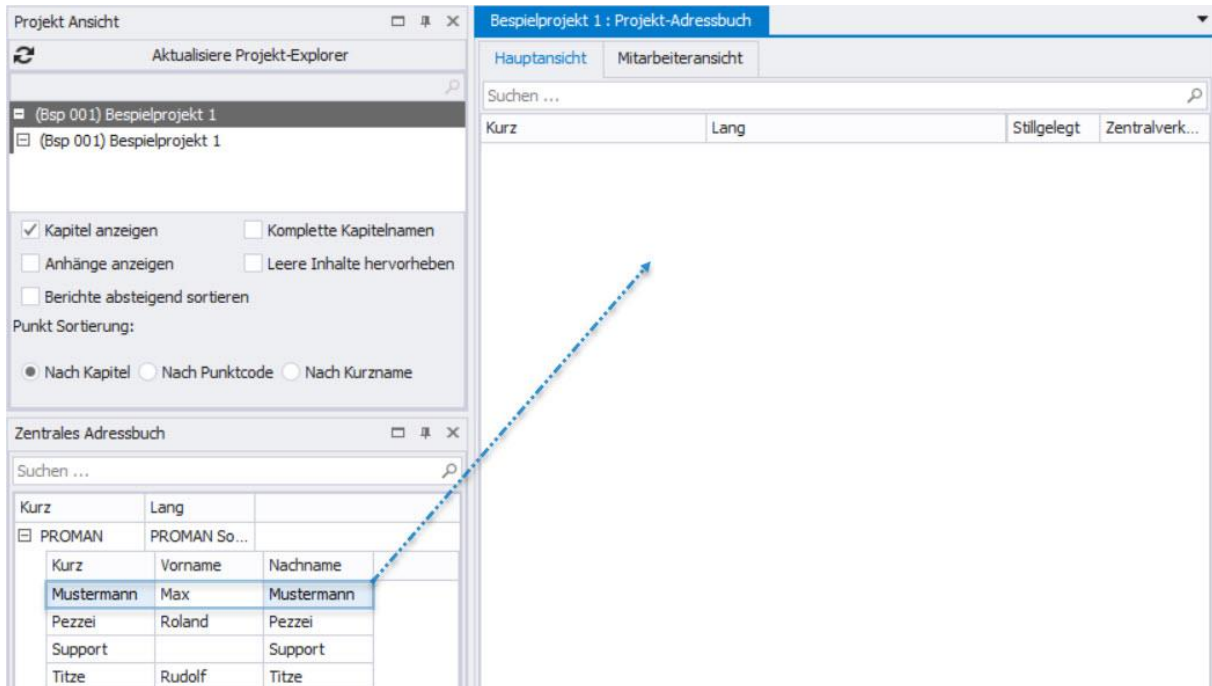 Projekt Ansicht
Aktualisiere Projekt-Explorer
(Bsp 001) Bespielprojekt 1
(Bsp 001) Bespielprojekt 1
Kapitel anzeigen Komplette Kapitelnamen
Anhänge anzeigen Leere Inhalte hervorheben
Berichte absteigend sortieren
Punkt Sortierung:
Nach Kapitel Nach Punktcode Nach Kurzname
Zentrales Adressbuch
Suchen ...
Kurz Lang
PROMAN PROMAN So...
Kurz Vorname Nachname
Mustermann Max Mustermann
Pezzei Roland Pezzei
Support Support
Titze Rudolf Titze
Bespielprojekt 1 : Projekt-Adressbuch
Hauptansicht Mitarbeiteransicht
Suchen ...
Kurz Lang Stillgelegt Zentralverk...